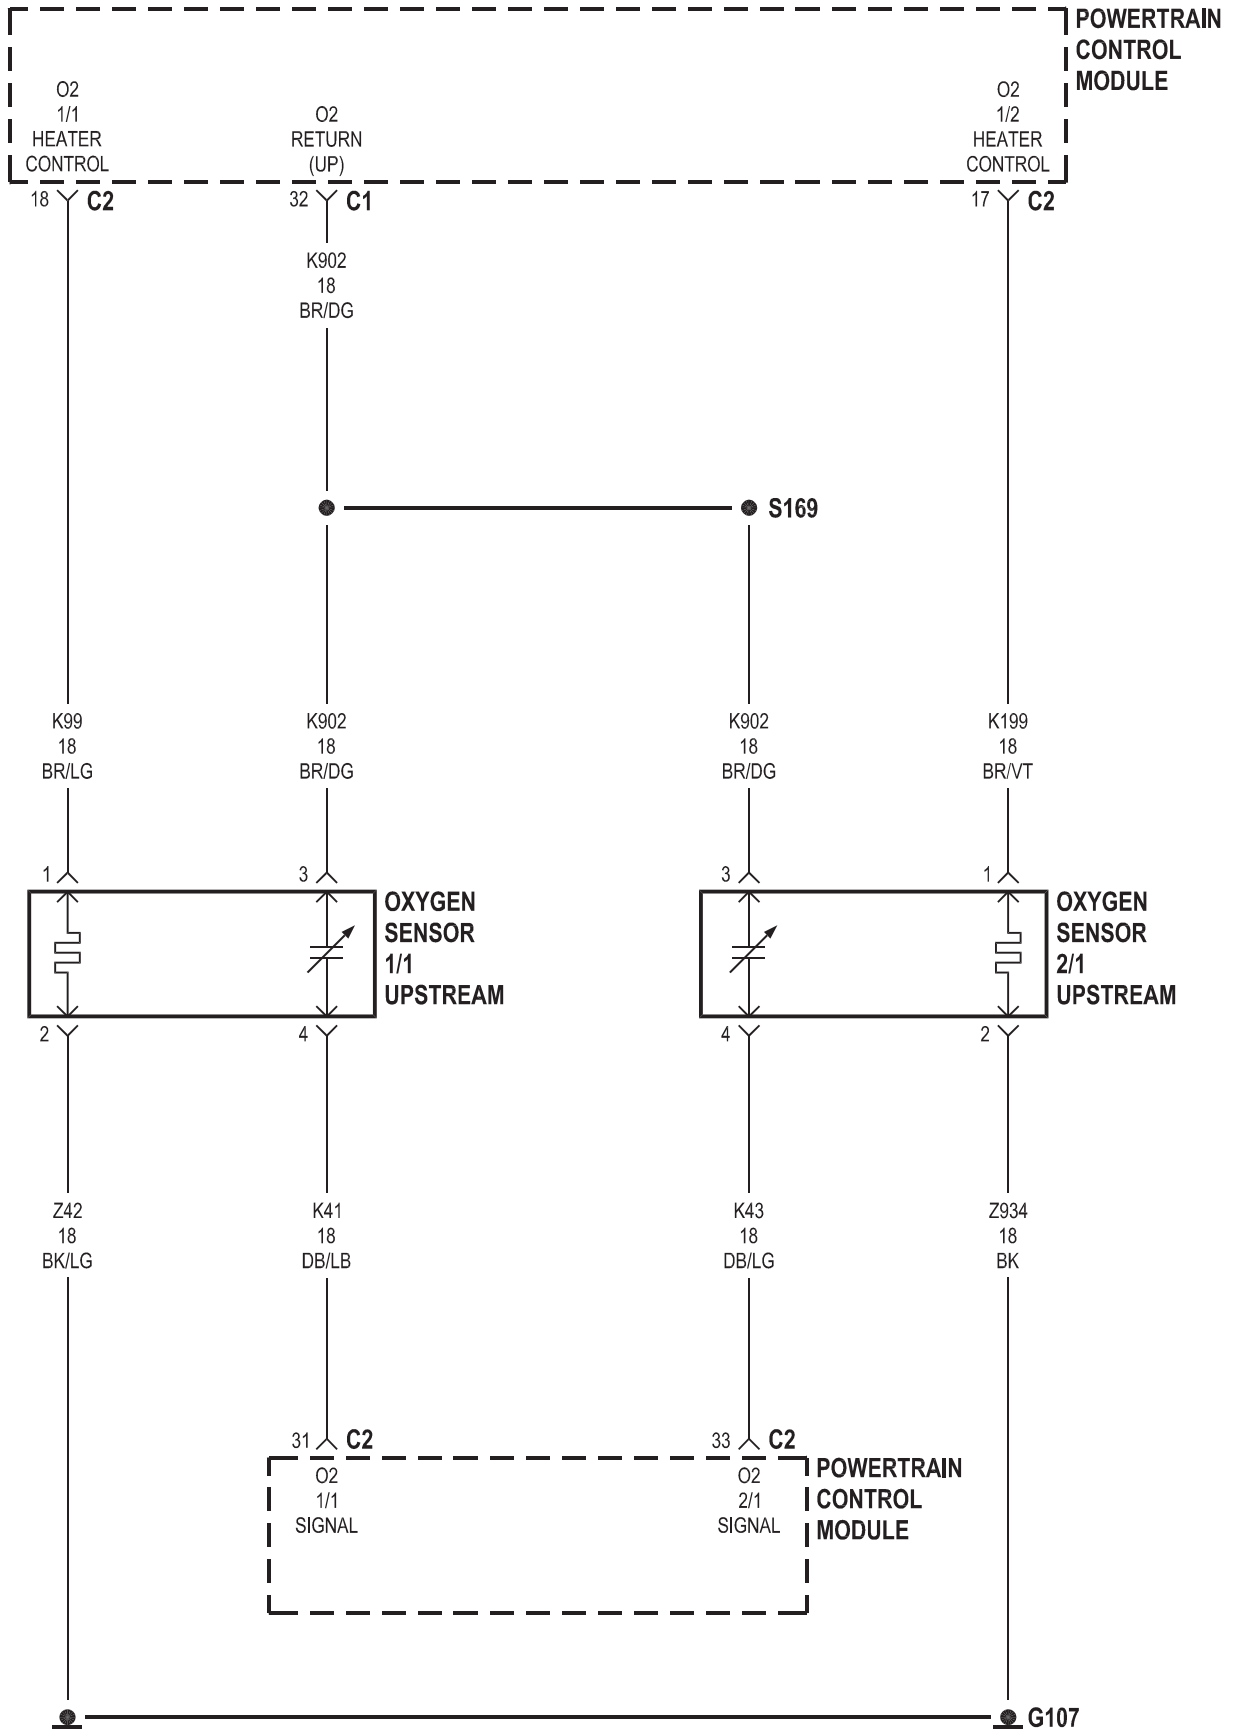 POWERTRAIN
CONTROL
MODULE
O2
1/1
HEATER
CONTROL
O2
RETURN
(UP)
O2
1/2
HEATER
CONTROL
18 C2
32 C1
17 C2
K902
18
BR/DG
S169
K99
18
BR/LG
K902
18
BR/DG
K902
18
BR/DG
K199
18
BR/VT
1
3
3
1
OXYGEN
SENSOR
1/1
UPSTREAM
OXYGEN
SENSOR
2/1
UPSTREAM
2
4
4
2
Z42
18
BK/LG
K41
18
DB/LB
K43
18
DB/LG
Z934
18
BK
31 C2
33 C2
O2
1/1
SIGNAL
O2
2/1
SIGNAL
POWERTRAIN
CONTROL
MODULE
G107